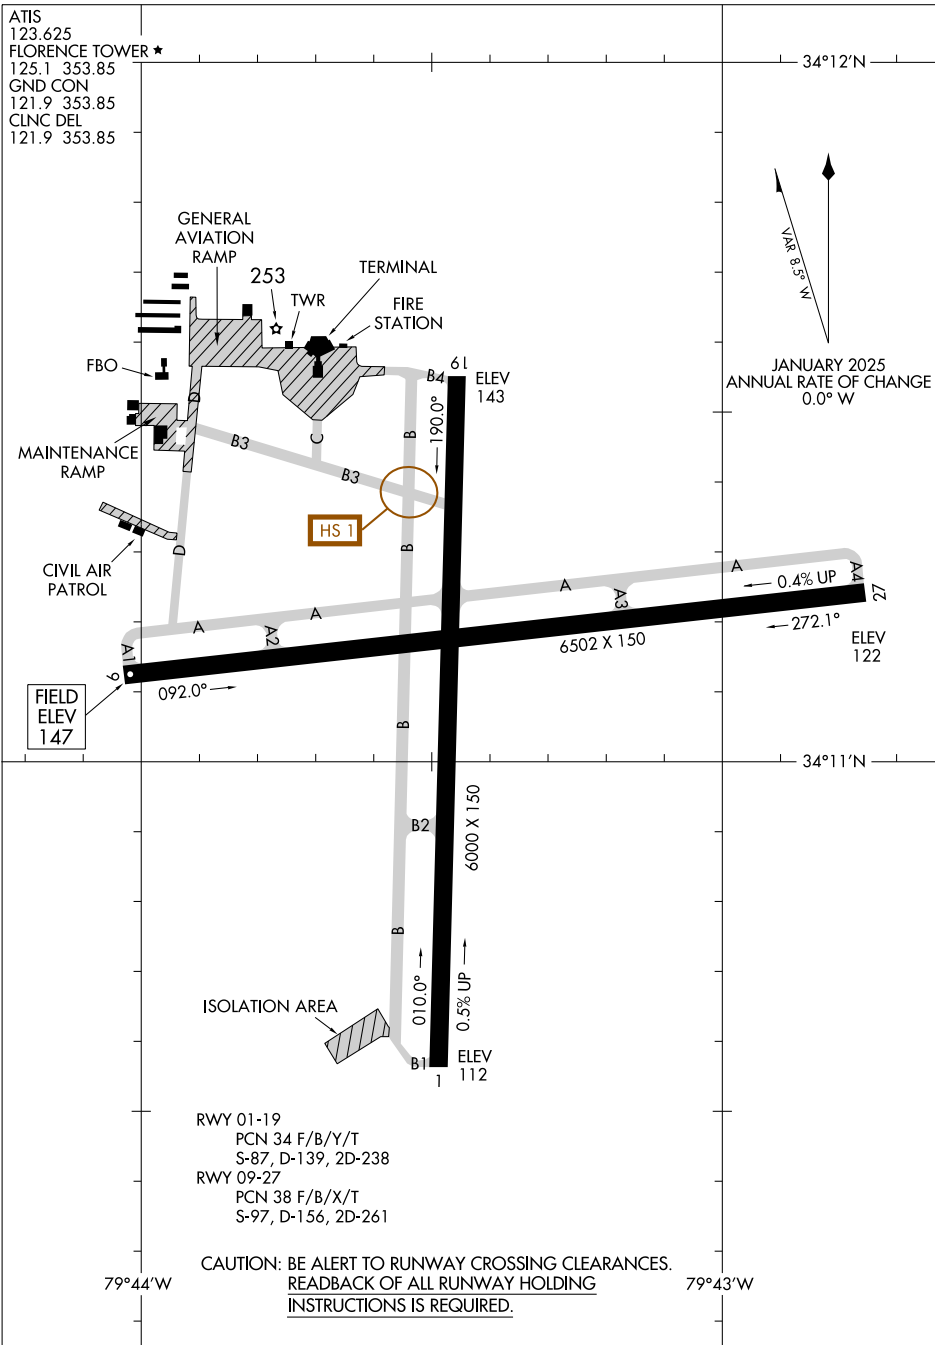 ATIS
123.625
FLORENCE TOWER ★
125.1 353.85
GND CON
121.9 353.85
CLNC DEL
121.9 353.85
34°12'N
VAR 8.5° W
JANUARY 2025
ANNUAL RATE OF CHANGE
0.0° W
GENERAL
AVIATION
RAMP
253
TWR
TERMINAL
FIRE
STATION
FBO
MAINTENANCE
RAMP
CIVIL AIR
PATROL
D
B3
C
B3
B
B4
19
ELEV
143
190.0°
HS 1
B
D
A
A2
A
A1
9
092.0°
FIELD
ELEV
147
A
A3
A
0.4% UP
A4
27
272.1°
ELEV
122
6502 X 150
B
34°11'N
B2
6000 X 150
B
010.0°
0.5% UP
ISOLATION AREA
B1
1
ELEV
112
RWY 01-19
PCN 34 F/B/Y/T
S-87, D-139, 2D-238
RWY 09-27
PCN 38 F/B/X/T
S-97, D-156, 2D-261
CAUTION: BE ALERT TO RUNWAY CROSSING CLEARANCES.
READBACK OF ALL RUNWAY HOLDING
INSTRUCTIONS IS REQUIRED.
79°44'W
79°43'W